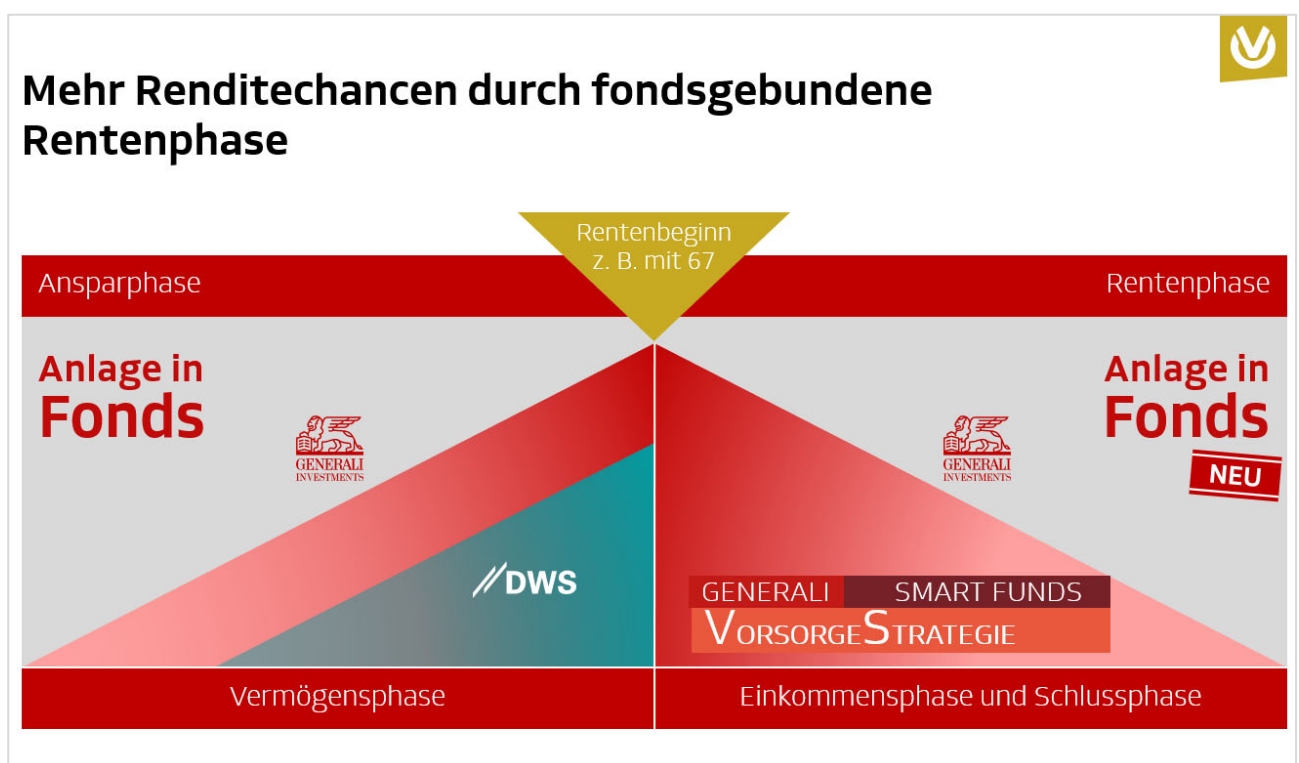 Mehr Renditechancen durch fondsgebundene
Rentenphase
Rentenbeginn
z. B. mit 67
Ansparphase
Rentenphase
Anlage in
Fonds
GENERALI
INVESTMENTS
Anlage in
Fonds
NEU
GENERALI
INVESTMENTS
//DWS
GENERALI SMART FUNDS
VORSORGESTRATEGIE
Vermögensphase
Einkommensphase und Schlussphase